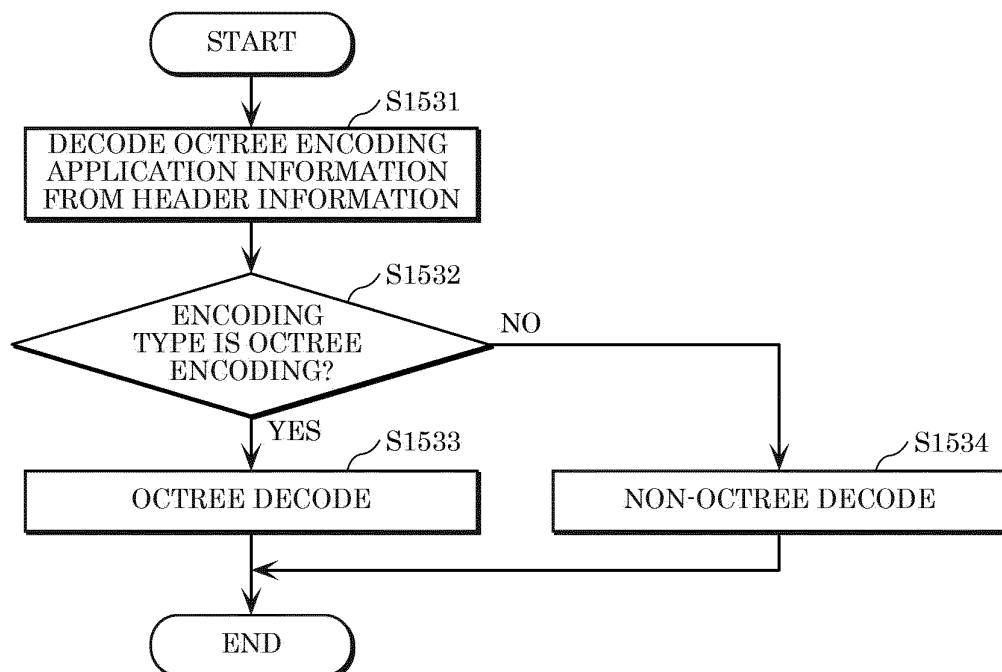 START
S1531
DECODE OCTREE ENCODING
APPLICATION INFORMATION
FROM HEADER INFORMATION
S1532
ENCODING
TYPE IS OCTREE
ENCODING?
NO
YES
S1533
OCTREE DECODE
S1534
NON-OCTREE DECODE
END